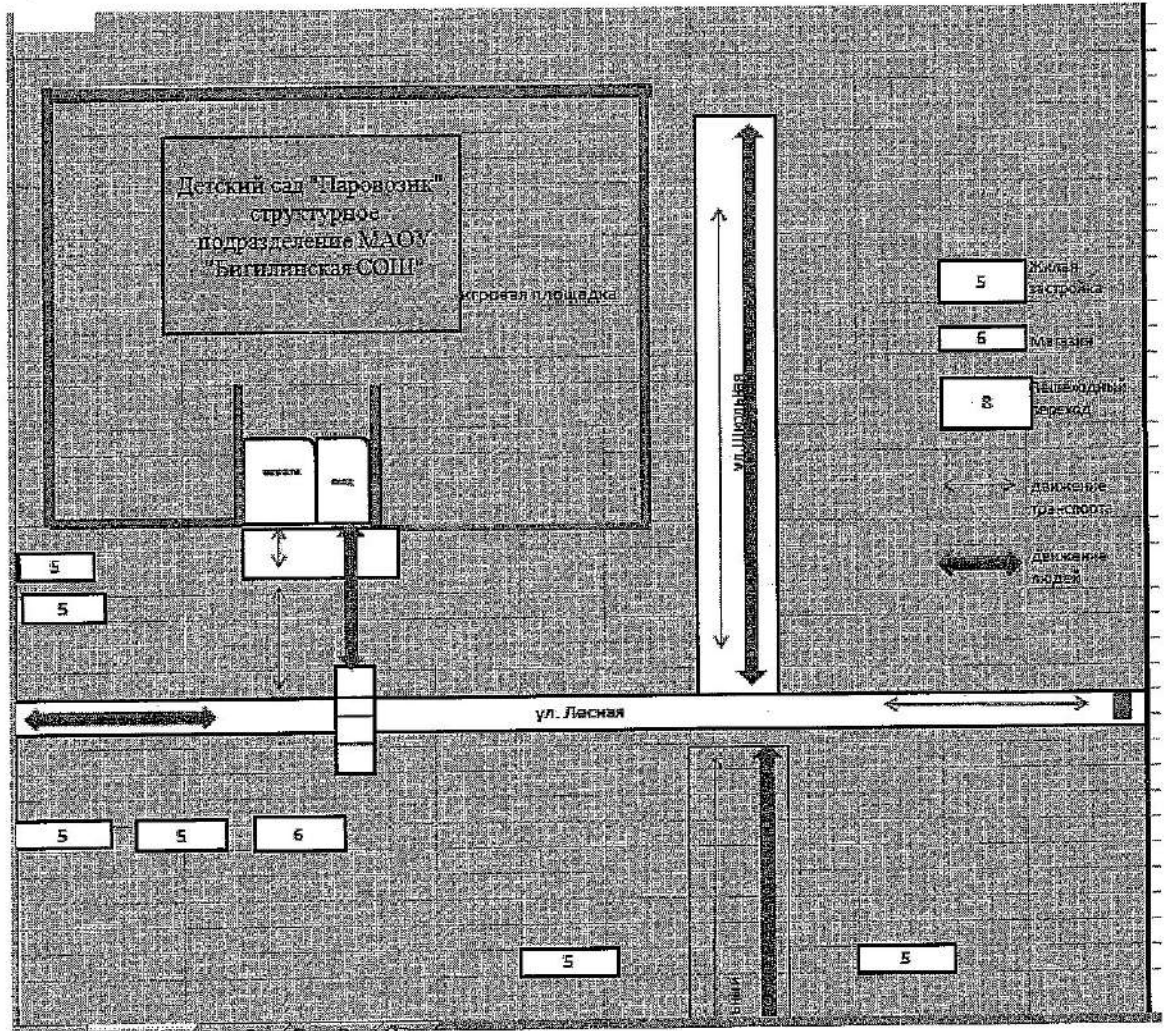 Детский сад "Паровозик"
структурное
подразделение МАОУ
"Бигилинская СОШ"
игровая площадка
ворота
вход
ул. Школьная
5
Жилая
застройка
6
Магазин
8
Пешеходный
переход
движение
транспорта
движение
людей
5
5
ул. Лесная
5
5
6
5
5